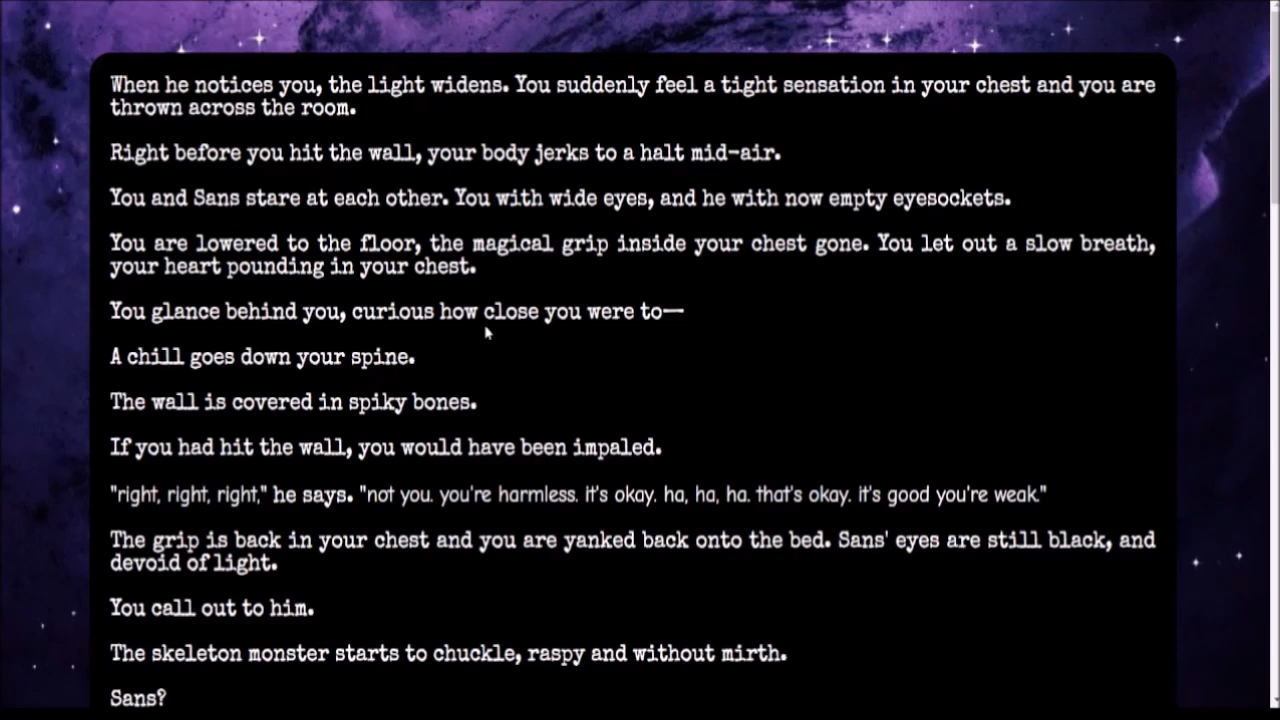 When he notices you, the light widens. You suddenly feel a tight sensation in your chest and you are
thrown across the room.
Right before you hit the wall, your body jerks to a halt mid-air.
You and Sans stare at each other. You with wide eyes, and he with now empty eyesockets.
You are lowered to the floor, the magical grip inside your chest gone. You let out a slow breath,
your heart pounding in your chest.
You glance behind you, curious how close you were to—
A chill goes down your spine.
The wall is covered in spiky bones.
If you had hit the wall, you would have been impaled.
"right, right, right," he says. "not you. you're harmless. it's okay. ha, ha, ha. that's okay. it's good you're weak."
The grip is back in your chest and you are yanked back onto the bed. Sans' eyes are still black, and
devoid of light.
You call out to him.
The skeleton monster starts to chuckle, raspy and without mirth.
Sans?